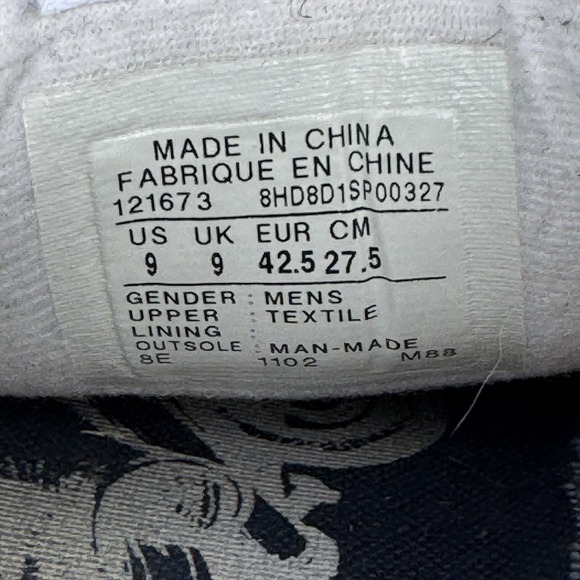 MADE IN CHINA
FABRIQUE EN CHINE
121673 8HD8D1SP00327
US UK EUR CM
9 9 42.5 27.5
GENDER : MENS
UPPER : TEXTILE
LINING :
OUTSOLE : MAN-MADE
8E 1102 M88